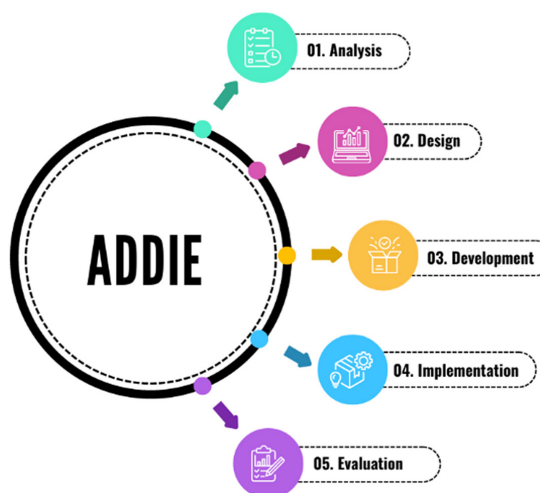 ADDIE
01. Analysis
02. Design
03. Development
04. Implementation
05. Evaluation